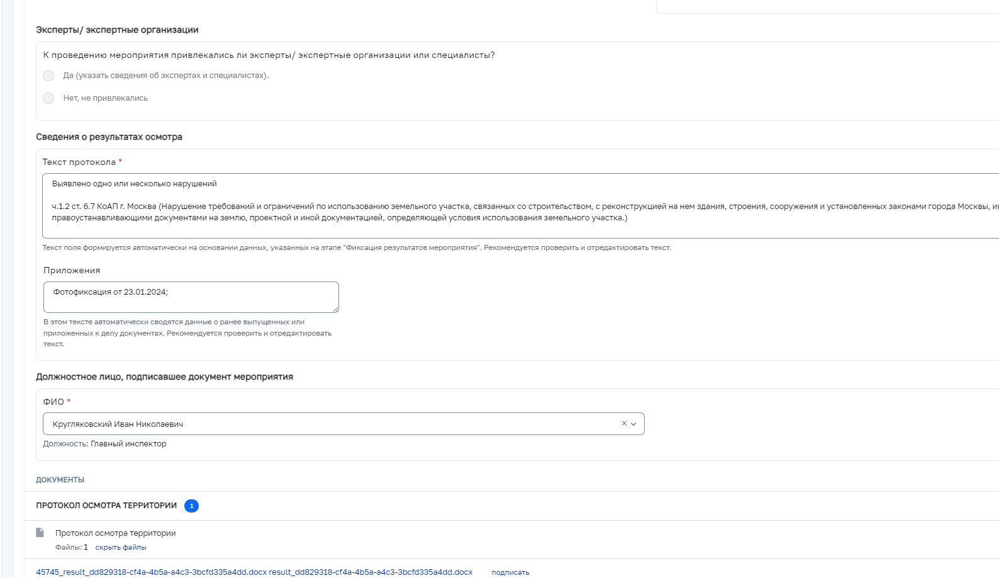 Эксперты/ экспертные организации
К проведению мероприятия привлекались ли эксперты/ экспертные организации или специалисты?
Да (указать сведения об экспертах и специалистах).
Нет, не привлекались
Сведения о результатах осмотра
Текст протокола *
Выявлено одно или несколько нарушений
ч.1.2 ст. 6.7 КоАП г. Москва (Нарушение требований и ограничений по использованию земельного участка, связанных со строительством, с реконструкцией на нем здания, строения, сооружения и установленных законами города Москвы,
правоустанавливающими документами на землю, проектной и иной документацией, определяющей условия использования земельного участка.)
Текст поля формируется автоматически на основании данных, указанных на этапе "Фиксация результатов мероприятия". Рекомендуется проверить и отредактировать текст.
Приложения
Фотофиксация от 23.01.2024;
В этом тексте автоматически сводятся данные о ранее выпущенных или
приложенных к делу документах. Рекомендуется проверить и отредактировать
текст.
Должностное лицо, подписавшее документ мероприятия
ФИО *
Кругляковский Иван Николаевич
Должность: Главный инспектор
ДОКУМЕНТЫ
ПРОТОКОЛ ОСМОТРА ТЕРРИТОРИИ 1
Протокол осмотра территории
Файлы: 1 скрыть файлы
45745_result_dd829318-cf4a-4b5a-a4c3-3bcfd335a4dd.docx result_dd829318-cf4a-4b5a-a4c3-3bcfd335a4dd.docx подписать